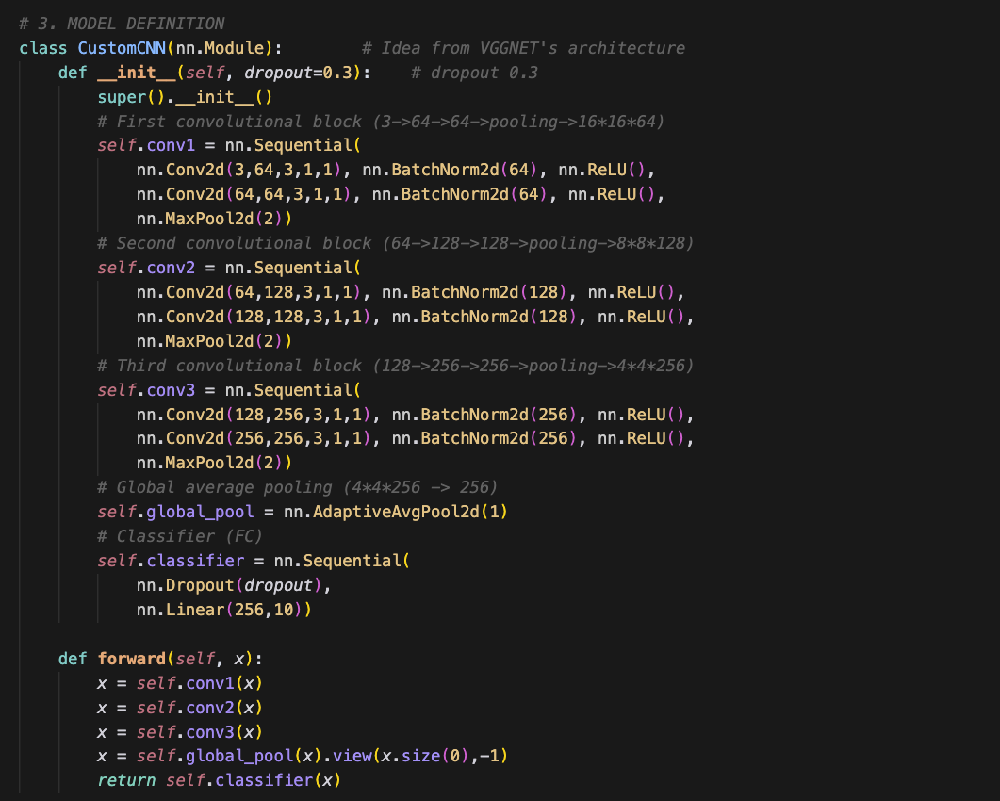 # 3. MODEL DEFINITION
class CustomCNN(nn.Module):        # Idea from VGGNET's architecture
    def __init__(self, dropout=0.3):    # dropout 0.3
        super().__init__()
        # First convolutional block (3->64->64->pooling->16*16*64)
        self.conv1 = nn.Sequential(
            nn.Conv2d(3,64,3,1,1), nn.BatchNorm2d(64), nn.ReLU(),
            nn.Conv2d(64,64,3,1,1), nn.BatchNorm2d(64), nn.ReLU(),
            nn.MaxPool2d(2))
        # Second convolutional block (64->128->128->pooling->8*8*128)
        self.conv2 = nn.Sequential(
            nn.Conv2d(64,128,3,1,1), nn.BatchNorm2d(128), nn.ReLU(),
            nn.Conv2d(128,128,3,1,1), nn.BatchNorm2d(128), nn.ReLU(),
            nn.MaxPool2d(2))
        # Third convolutional block (128->256->256->pooling->4*4*256)
        self.conv3 = nn.Sequential(
            nn.Conv2d(128,256,3,1,1), nn.BatchNorm2d(256), nn.ReLU(),
            nn.Conv2d(256,256,3,1,1), nn.BatchNorm2d(256), nn.ReLU(),
            nn.MaxPool2d(2))
        # Global average pooling (4*4*256 -> 256)
        self.global_pool = nn.AdaptiveAvgPool2d(1)
        # Classifier (FC)
        self.classifier = nn.Sequential(
            nn.Dropout(dropout),
            nn.Linear(256,10))

    def forward(self, x):
        x = self.conv1(x)
        x = self.conv2(x)
        x = self.conv3(x)
        x = self.global_pool(x).view(x.size(0),-1)
        return self.classifier(x)